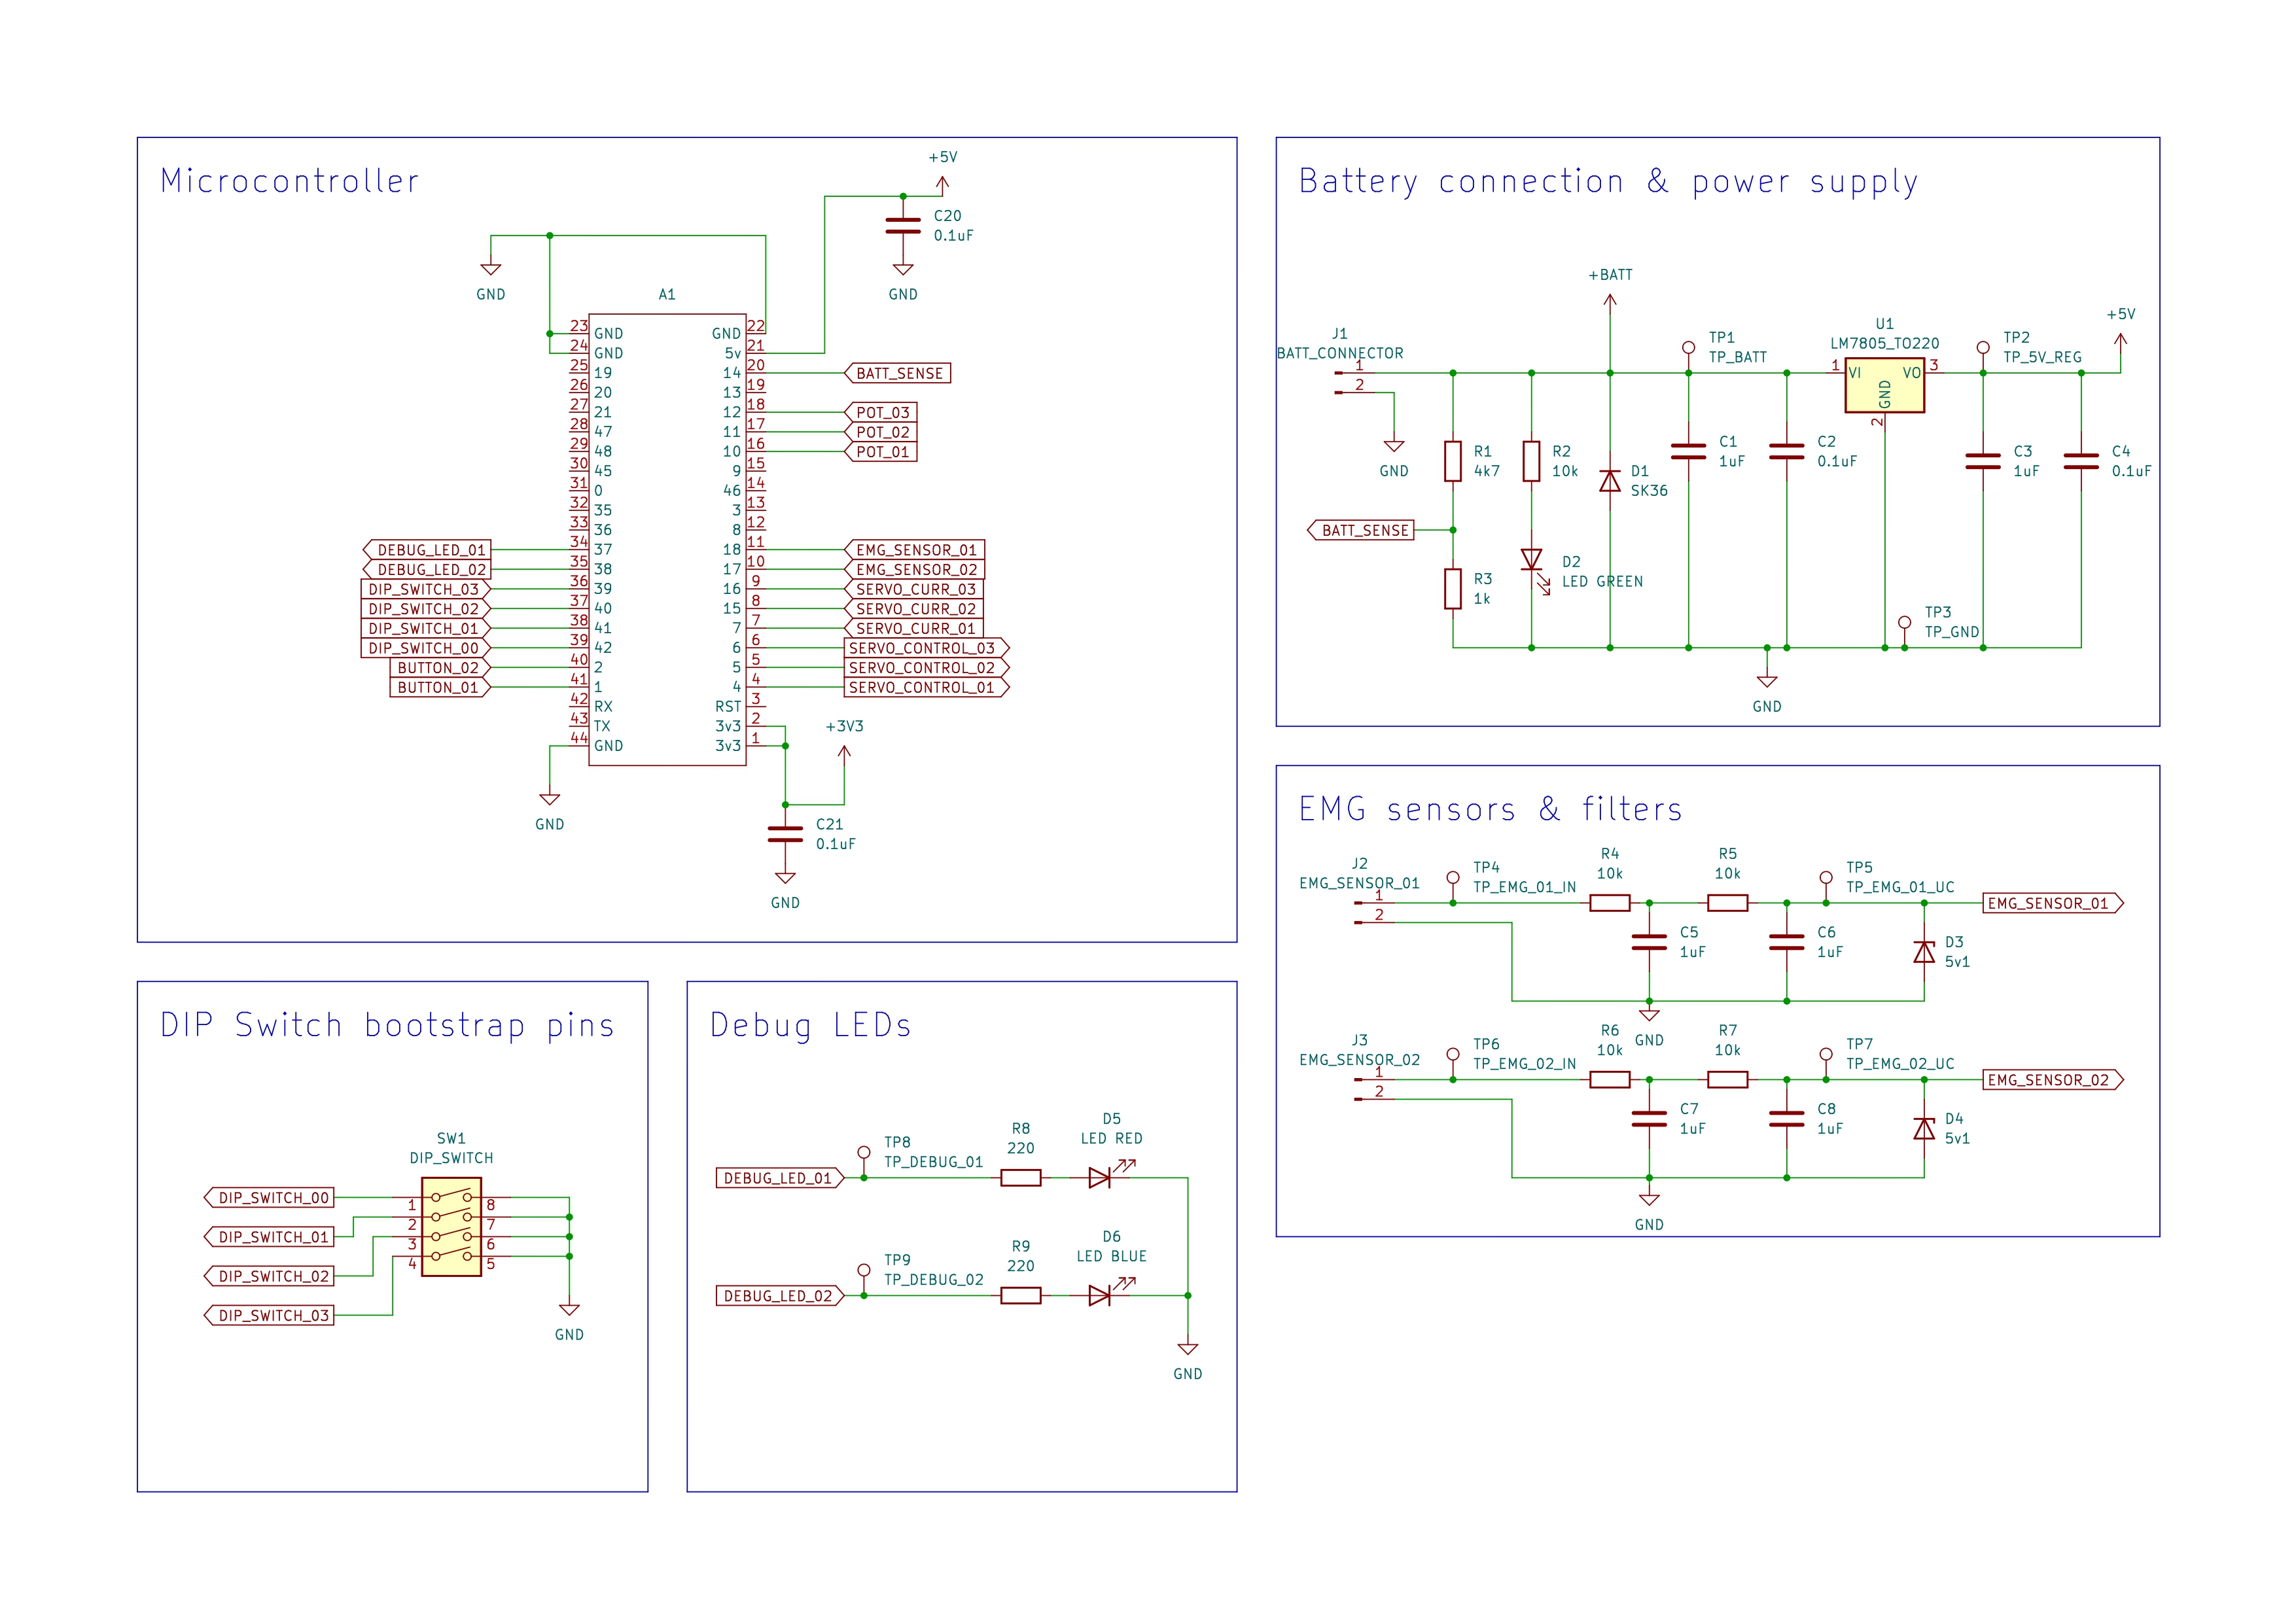 Microcontroller
+5V
C20
0.1uF
GND
GND
A1
23 GND GND 22
24 GND 5v 21
25 19 14 20 BATT_SENSE
26 20 13 19
27 21 12 18 POT_03
28 47 11 17 POT_02
29 48 10 16 POT_01
30 45 9 15
31 0 46 14
32 35 3 13
33 36 8 12
DEBUG_LED_01 34 37 18 11 EMG_SENSOR_01
DEBUG_LED_02 35 38 17 10 EMG_SENSOR_02
DIP_SWITCH_03 36 39 16 9 SERVO_CURR_03
DIP_SWITCH_02 37 40 15 8 SERVO_CURR_02
DIP_SWITCH_01 38 41 7 7 SERVO_CURR_01
DIP_SWITCH_00 39 42 6 6 SERVO_CONTROL_03
BUTTON_02 40 2 5 5 SERVO_CONTROL_02
BUTTON_01 41 1 4 4 SERVO_CONTROL_01
42 RX RST 3
43 TX 3v3 2
44 GND 3v3 1
+3V3
GND
C21
0.1uF
GND
Battery connection & power supply
+BATT
J1
BATT_CONNECTOR
1
2
GND
TP1
TP_BATT
U1
LM7805_TO220
1 VI VO 3
GND
2
TP2
TP_5V_REG
+5V
R1
4k7
R2
10k
D1
SK36
C1
1uF
C2
0.1uF
C3
1uF
C4
0.1uF
BATT_SENSE
D2
LED GREEN
R3
1k
TP3
TP_GND
GND
EMG sensors & filters
J2
EMG_SENSOR_01
1
2
TP4
TP_EMG_01_IN
R4
10k
R5
10k
TP5
TP_EMG_01_UC
EMG_SENSOR_01
C5
1uF
C6
1uF
D3
5v1
GND
J3
EMG_SENSOR_02
1
2
TP6
TP_EMG_02_IN
R6
10k
R7
10k
TP7
TP_EMG_02_UC
EMG_SENSOR_02
C7
1uF
C8
1uF
D4
5v1
GND
DIP Switch bootstrap pins
SW1
DIP_SWITCH
DIP_SWITCH_00
1 8
DIP_SWITCH_01
2 7
3 6
DIP_SWITCH_02
4 5
DIP_SWITCH_03
GND
Debug LEDs
DEBUG_LED_01
TP8
TP_DEBUG_01
R8
220
D5
LED RED
DEBUG_LED_02
TP9
TP_DEBUG_02
R9
220
D6
LED BLUE
GND